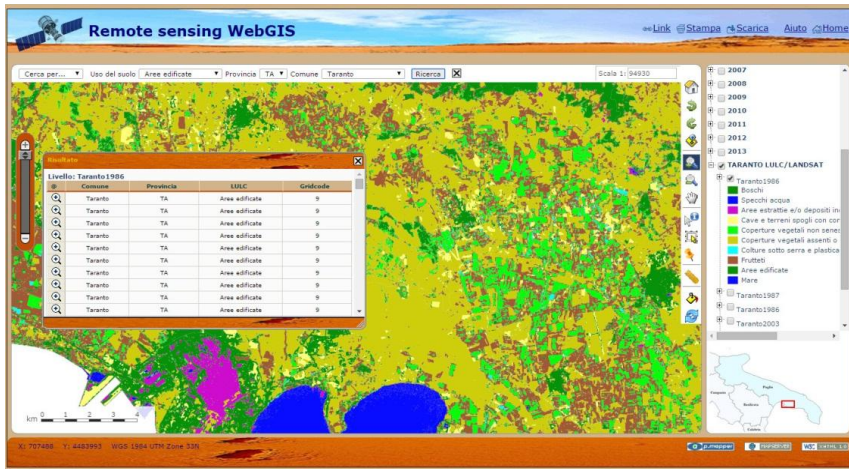 Remote sensing WebGIS
Link Stampa Scarica Aiuto Home
Cerca per... Uso del suolo Aree edificate Provincia TA Comune Taranto Ricerca Scala 1: 94930
Risultato
Livello: Taranto1986
@ Comune Provincia LULC Gridcode
Taranto TA Aree edificate 9
Taranto TA Aree edificate 9
Taranto TA Aree edificate 9
Taranto TA Aree edificate 9
Taranto TA Aree edificate 9
Taranto TA Aree edificate 9
Taranto TA Aree edificate 9
Taranto TA Aree edificate 9
Taranto TA Aree edificate 9
Taranto TA Aree edificate 9
2007
2008
2009
2010
2011
2012
2013
TARANTO LULC/LANDSAT
Taranto1986
Boschi
Specchi acqua
Aree estrattie e/o depositi in
Cave e terreni spogli con cor
Coperture vegetali non senes
Coperture vegetali assenti o
Colture sotto serra e plastica
Frutteti
Aree edificate
Mare
Taranto1987
Taranto1986
Taranto2003
Puglia
km 0 1 2 3 4
X: 707488 Y: 4483993 WGS 1984 UTM Zone 33N
p.mapper MAPSERVER W3C XHTML 1.0